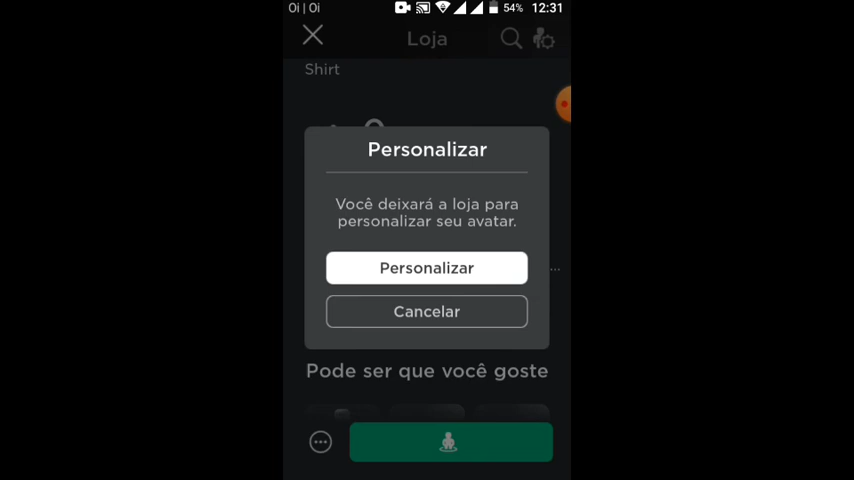 Oi | Oi 54% 12:31
Loja
Shirt
Personalizar
Você deixará a loja para
personalizar seu avatar.
Personalizar
...
Cancelar
Pode ser que você goste